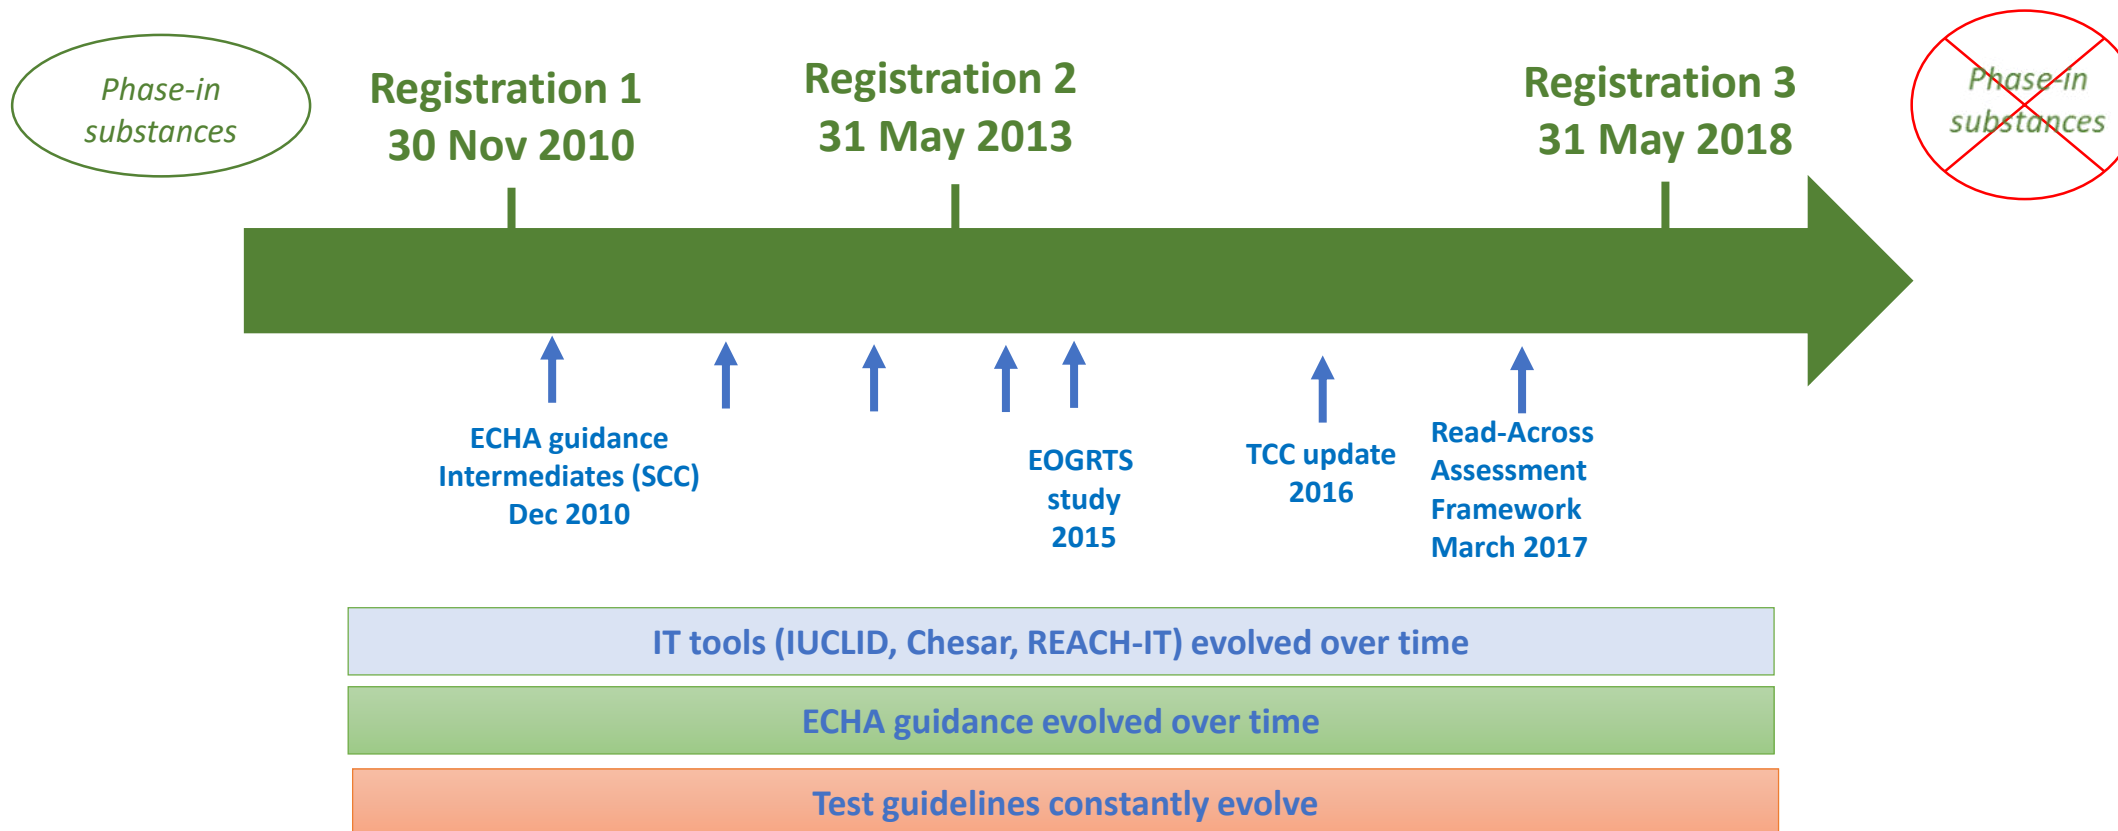 Phase-in
substances
Registration 1
30 Nov 2010
Registration 2
31 May 2013
Registration 3
31 May 2018
Phase-in
substances
ECHA guidance
Intermediates (SCC)
Dec 2010
EOGRTS
study
2015
TCC update
2016
Read-Across
Assessment
Framework
March 2017
IT tools (IUCLID, Chesar, REACH-IT) evolved over time
ECHA guidance evolved over time
Test guidelines constantly evolve